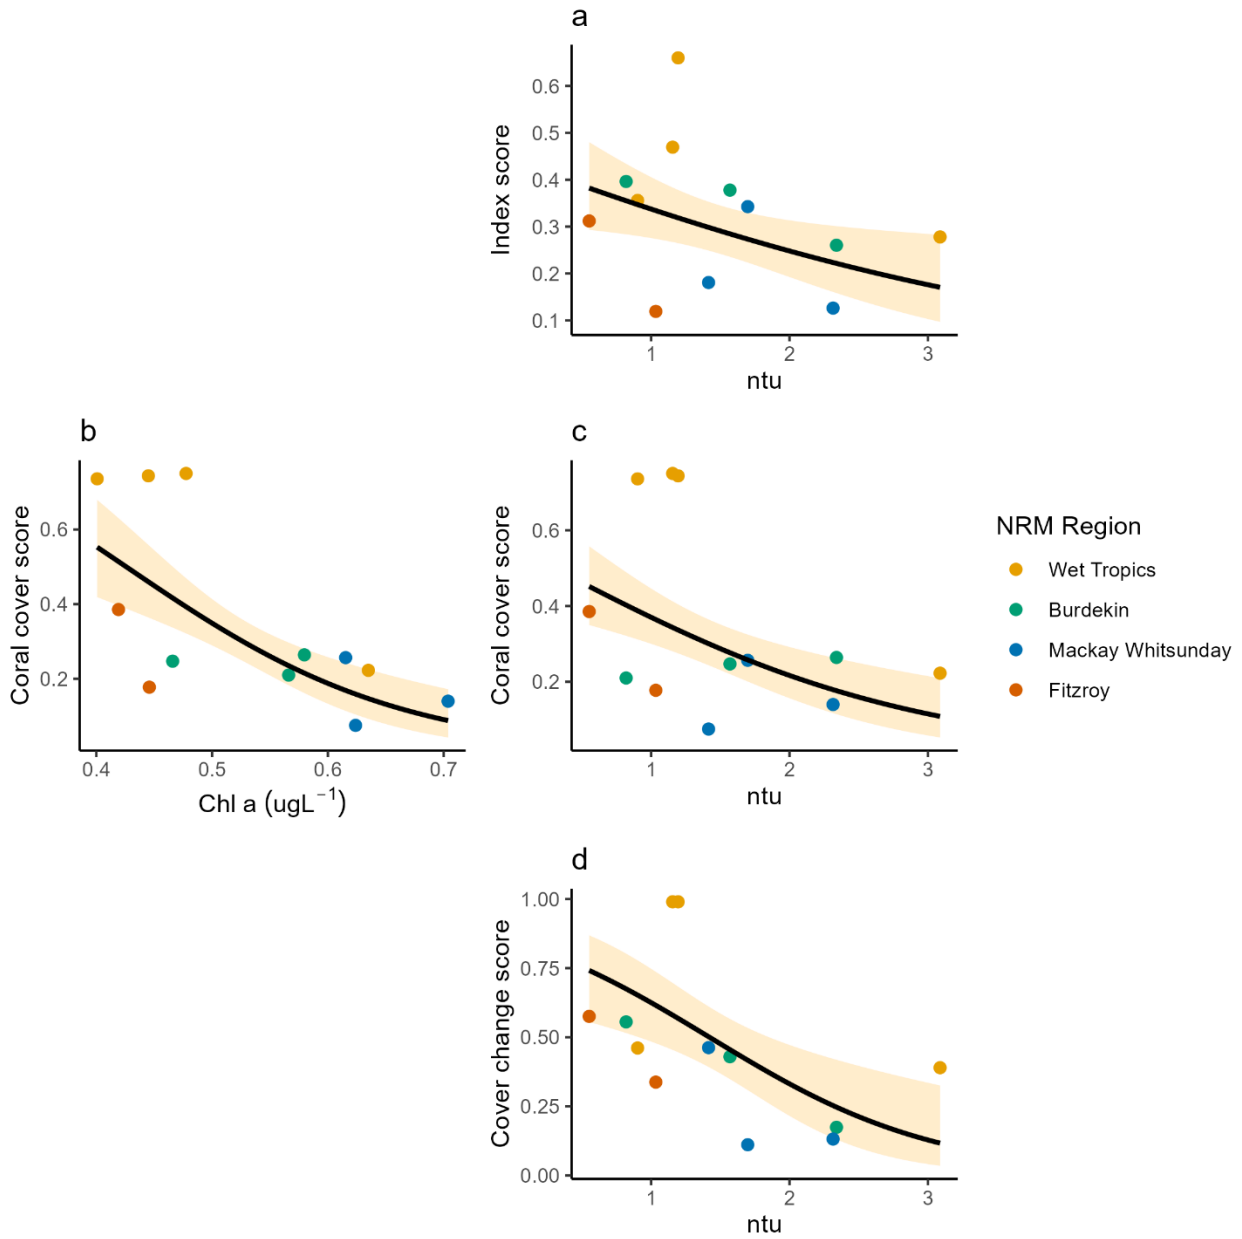 a
Index score
0.6
0.5
0.4
0.3
0.2
0.1
1 2 3
ntu
b
Coral cover score
0.6
0.4
0.2
0.4 0.5 0.6 0.7
Chl a (ugL⁻¹)
c
Coral cover score
0.6
0.4
0.2
1 2 3
ntu
NRM Region
Wet Tropics
Burdekin
Mackay Whitsunday
Fitzroy
d
Cover change score
1.00
0.75
0.50
0.25
0.00
1 2 3
ntu